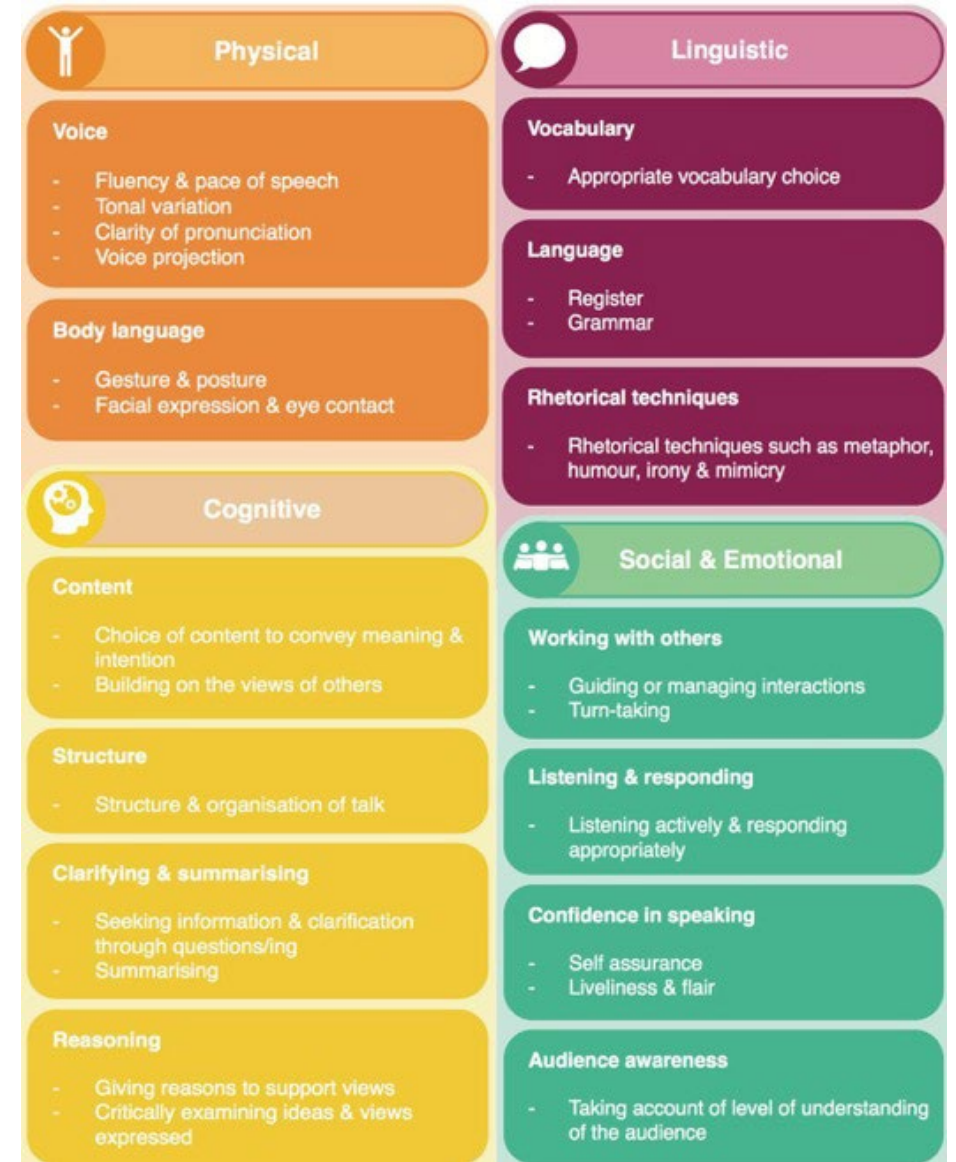 Physical
Voice
- Fluency & pace of speech
- Tonal variation
- Clarity of pronunciation
- Voice projection
Body language
- Gesture & posture
- Facial expression & eye contact
Cognitive
Content
- Choice of content to convey meaning &
intention
- Building on the views of others
Structure
- Structure & organisation of talk
Clarifying & summarising
- Seeking information & clarification
through questions/ing
- Summarising
Reasoning
- Giving reasons to support views
- Critically examining ideas & views
expressed
Linguistic
Vocabulary
- Appropriate vocabulary choice
Language
- Register
- Grammar
Rhetorical techniques
- Rhetorical techniques such as metaphor,
humour, irony & mimicry
Social & Emotional
Working with others
- Guiding or managing interactions
- Turn-taking
Listening & responding
- Listening actively & responding
appropriately
Confidence in speaking
- Self assurance
- Liveliness & flair
Audience awareness
- Taking account of level of understanding
of the audience